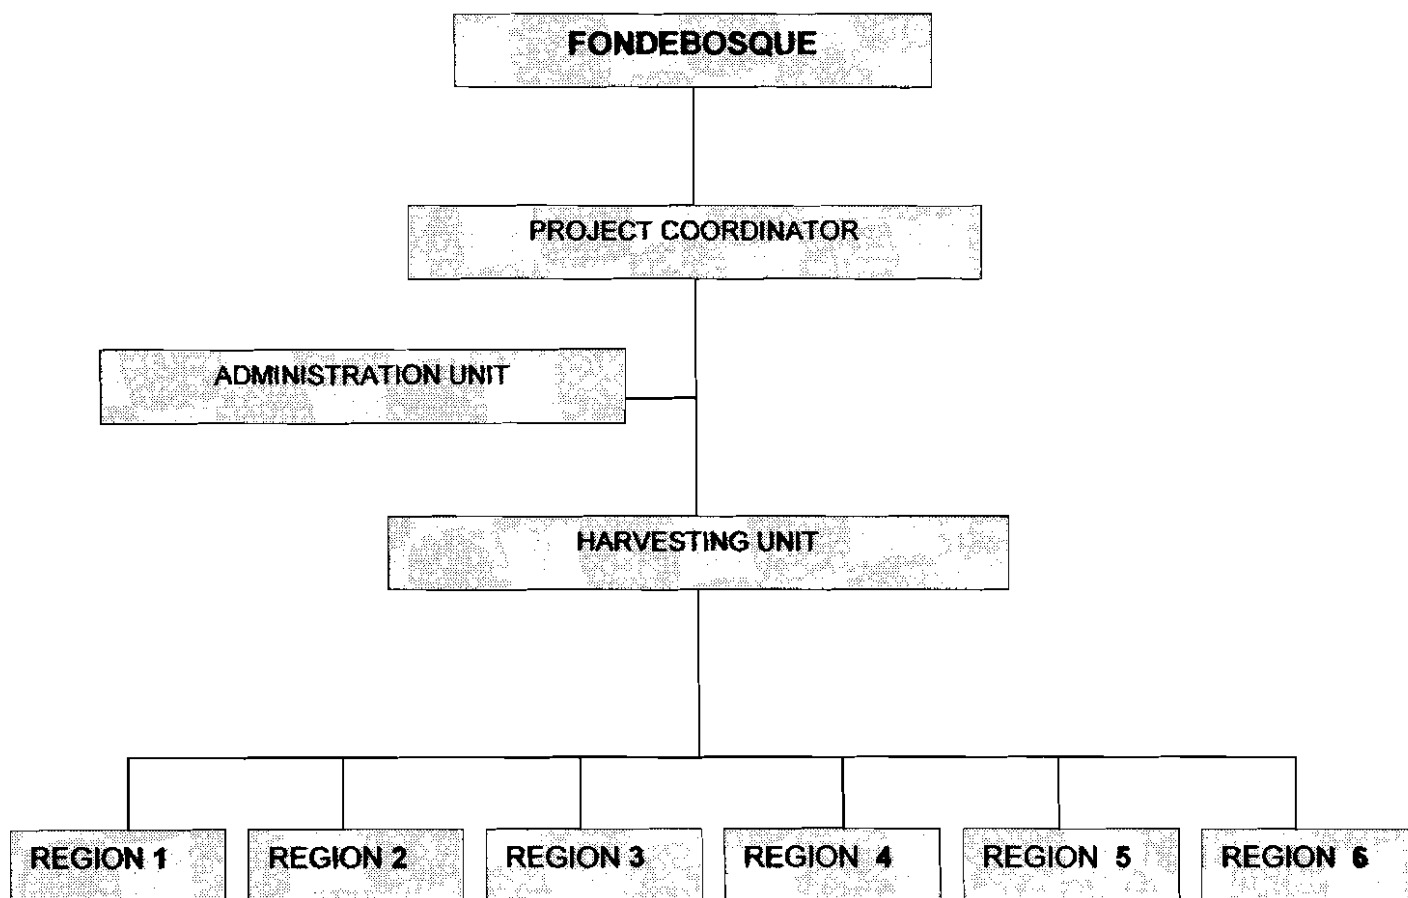 FONDEBOSQUE
PROJECT COORDINATOR
ADMINISTRATION UNIT
HARVESTING UNIT
REGION 1
REGION 2
REGION 3
REGION 4
REGION 5
REGION 6